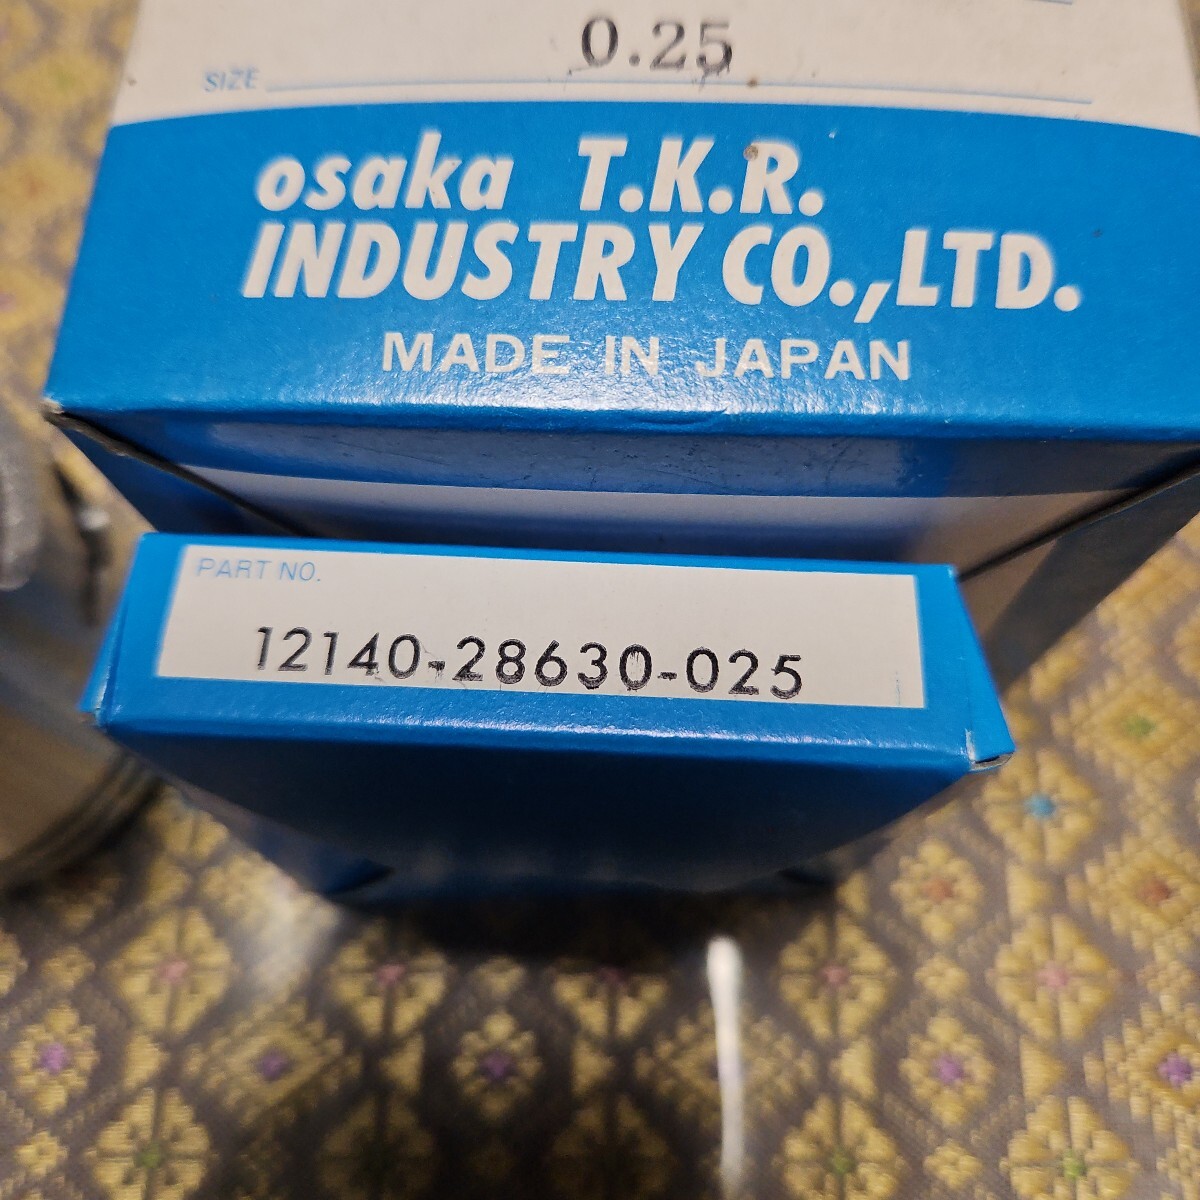 0.25
SIZE
osaka T.K.R.
INDUSTRY CO.,LTD.
MADE IN JAPAN
PART NO.
12140-28630-025